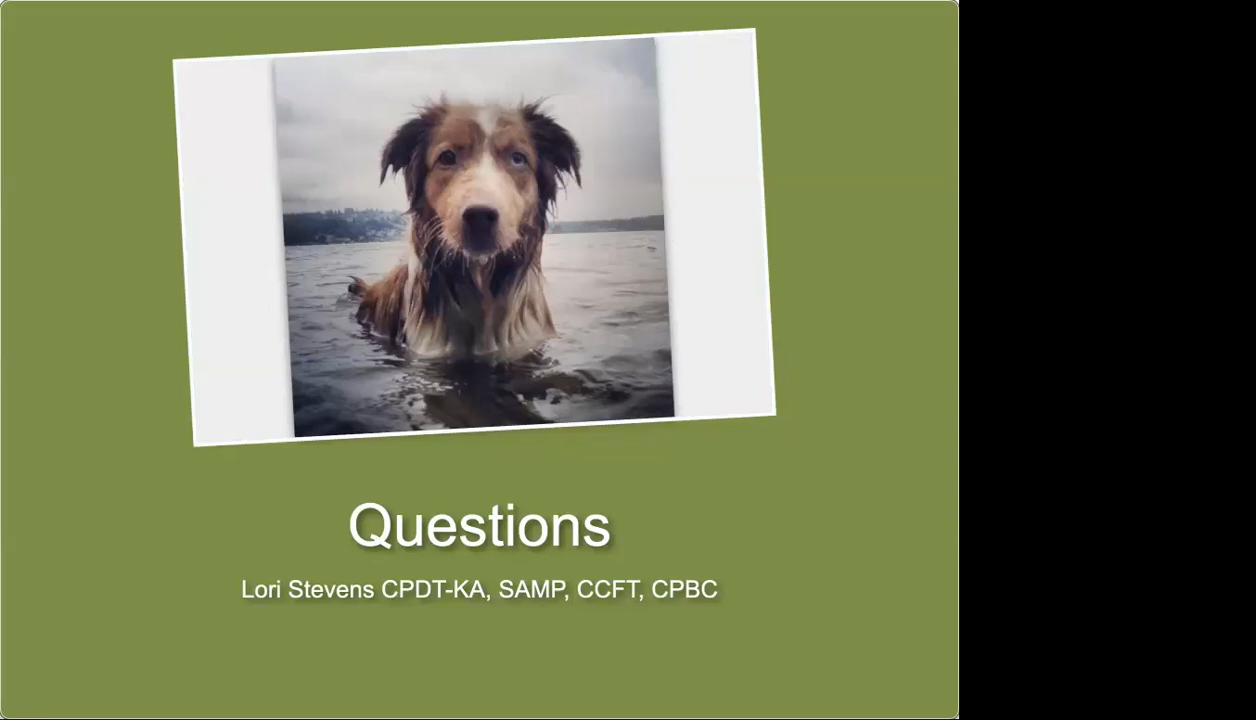 Questions
Lori Stevens CPDT-KA, SAMP, CCFT, CPBC